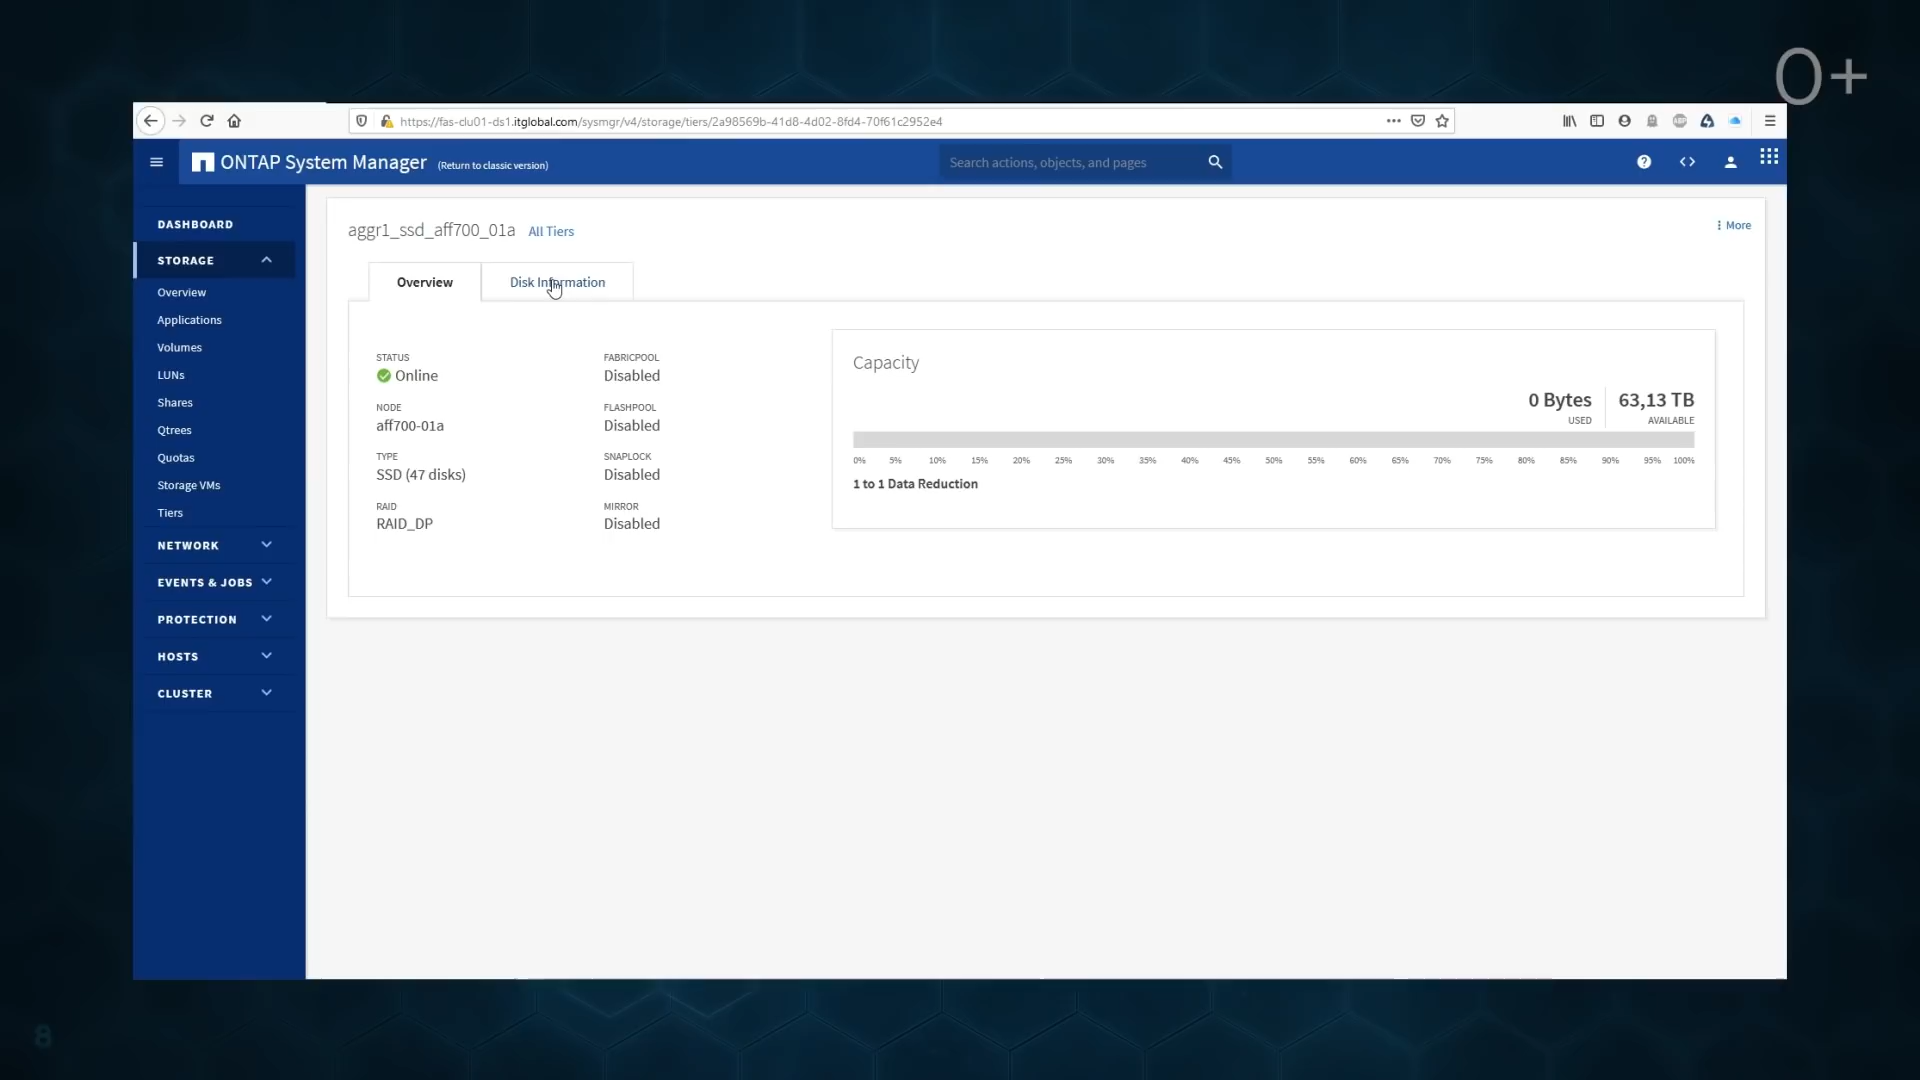 0+
https://fas-clu01-ds1.itglobal.com/sysmgr/v4/storage/tiers/2a98569b-41d8-4d02-8fd4-70f61c2952e4
ONTAP System Manager (Return to classic version)
Search actions, objects, and pages
DASHBOARD
STORAGE
Overview
Applications
Volumes
LUNs
Shares
Qtrees
Quotas
Storage VMs
Tiers
NETWORK
EVENTS & JOBS
PROTECTION
HOSTS
CLUSTER
aggr1_ssd_aff700_01a All Tiers
More
Overview Disk Information
STATUS
Online
NODE
aff700-01a
TYPE
SSD (47 disks)
RAID
RAID_DP
FABRICPOOL
Disabled
FLASHPOOL
Disabled
SNAPLOCK
Disabled
MIRROR
Disabled
Capacity
0 Bytes 63,13 TB
USED AVAILABLE
0% 5% 10% 15% 20% 25% 30% 35% 40% 45% 50% 55% 60% 65% 70% 75% 80% 85% 90% 95% 100%
1 to 1 Data Reduction
8